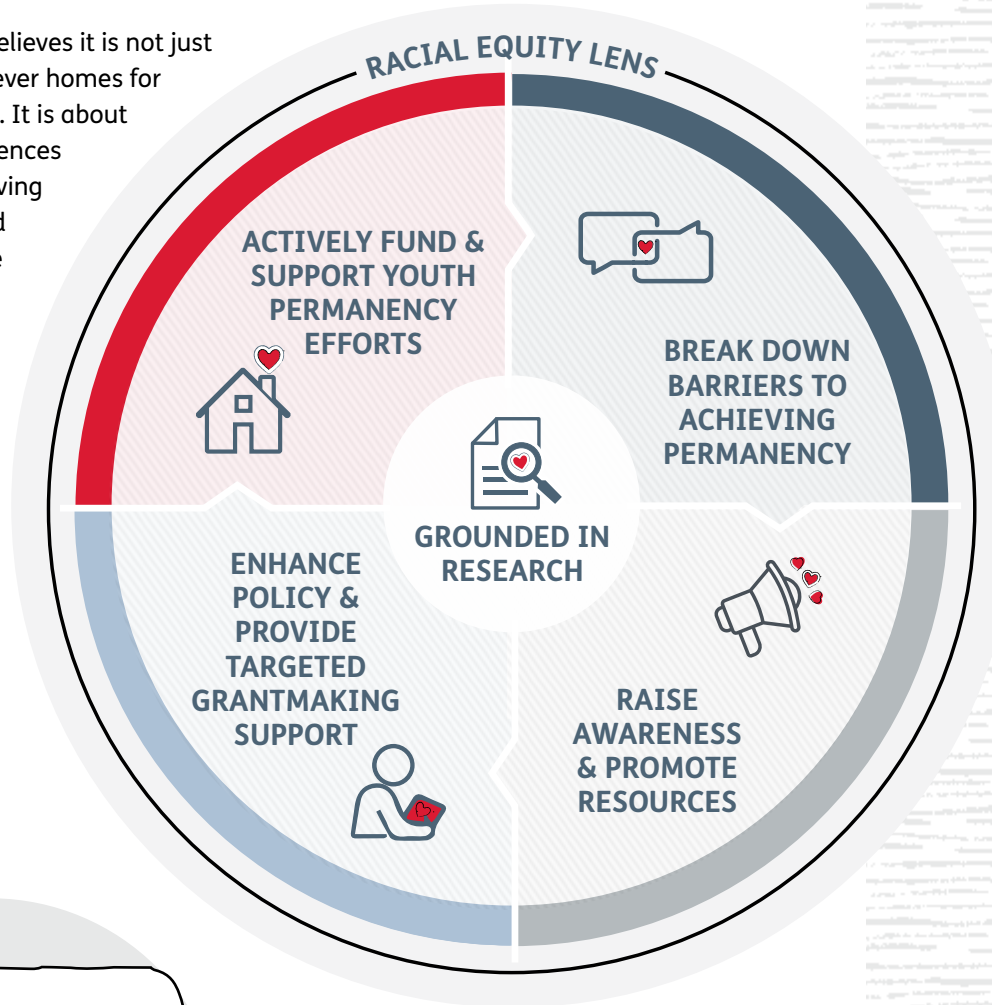 elieves it is not just
ever homes for
. It is about
ences
ving
d
e
RACIAL EQUITY LENS
ACTIVELY FUND &
SUPPORT YOUTH
PERMANENCY
EFFORTS
BREAK DOWN
BARRIERS TO
ACHIEVING
PERMANENCY
GROUNDED IN
RESEARCH
ENHANCE
POLICY &
PROVIDE
TARGETED
GRANTMAKING
SUPPORT
RAISE
AWARENESS
& PROMOTE
RESOURCES